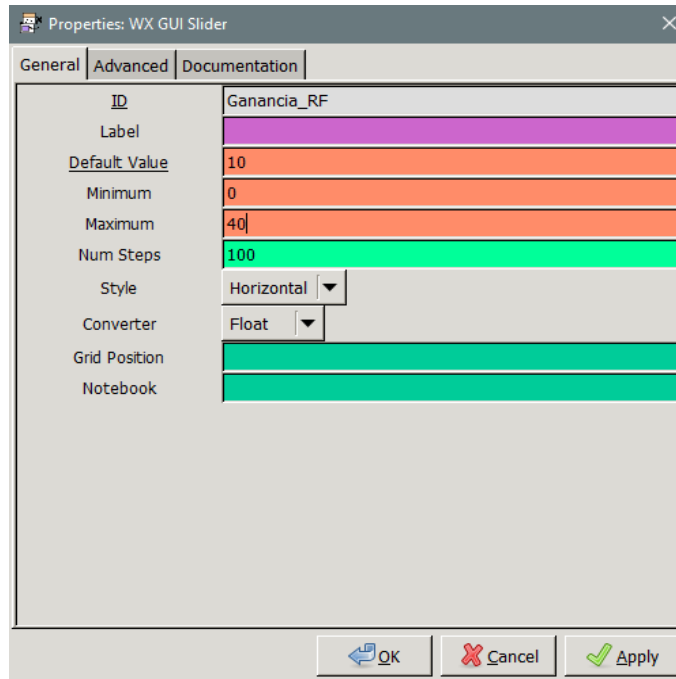 Properties: WX GUI Slider
General Advanced Documentation
ID Ganancia_RF
Label
Default Value 10
Minimum 0
Maximum 40
Num Steps 100
Style Horizontal
Converter Float
Grid Position
Notebook
OK Cancel Apply